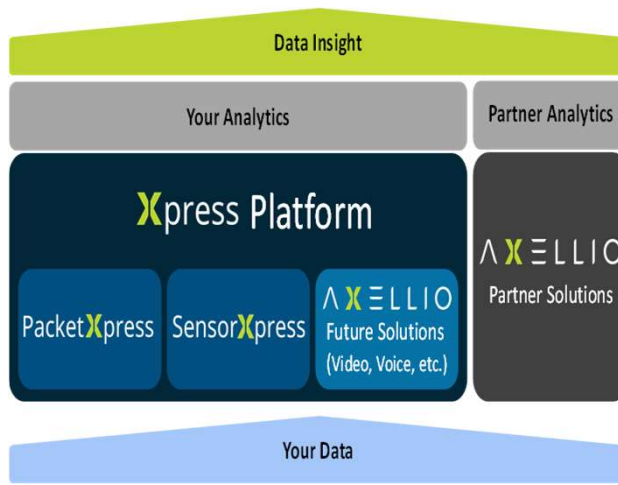 Data Insight
Your Analytics
Partner Analytics
Xpress Platform
AXELLIO
Partner Solutions
PacketXpress
SensorXpress
AXELLIO
Future Solutions
(Video, Voice, etc.)
Your Data